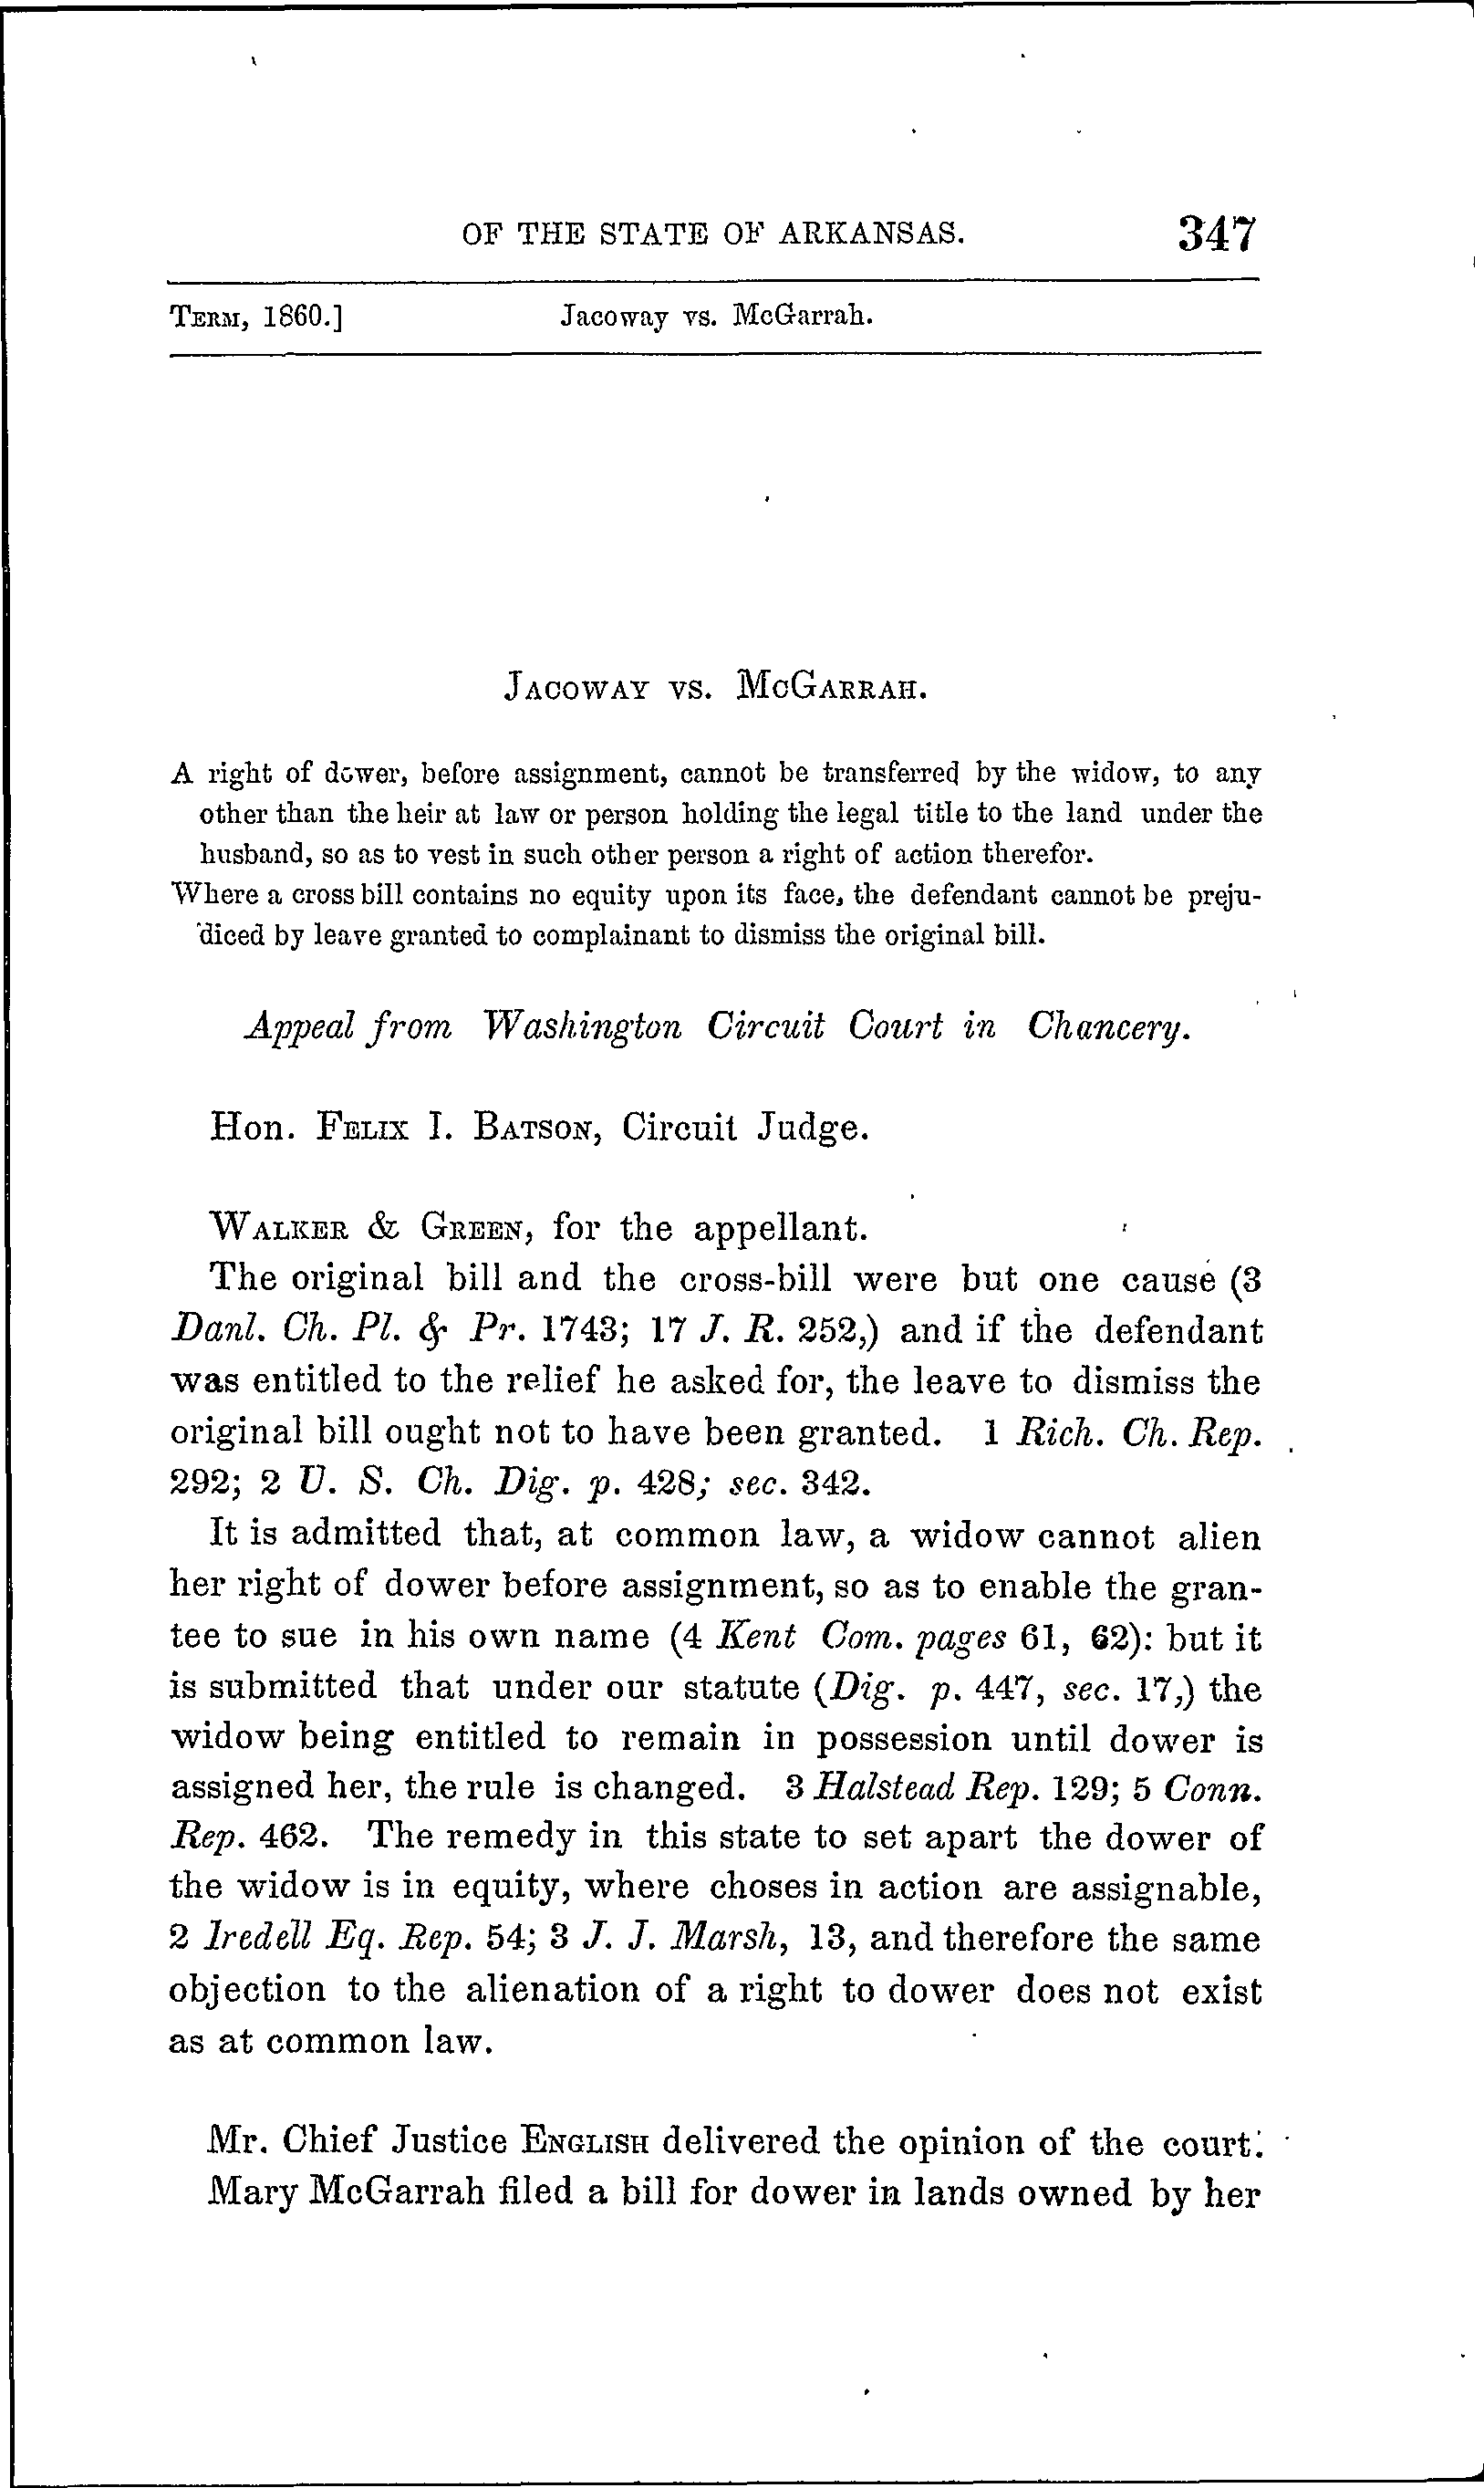 OF THE STATE OF ARKANSAS. 347
TERM, 1860.] Jacoway vs. McGarrah.
JACOWAY VS. MCGARRAH.
A right of dower, before assignment, cannot be transferred by the widow, to any
other than the heir at law or person holding the legal title to the land under the
husband, so as to vest in such other person a right of action therefor.
Where a cross bill contains no equity upon its face, the defendant cannot be preju-
diced by leave granted to complainant to dismiss the original bill.
Appeal from Washington Circuit Court in Chancery.
Hon. FELIX I. BATSON, Circuit Judge.
WALKER & GREEN, for the appellant.
The original bill and the cross-bill were but one cause (3
Danl. Ch. Pl. & Pr. 1743; 17 J. R. 252,) and if the defendant
was entitled to the relief he asked for, the leave to dismiss the
original bill ought not to have been granted. 1 Rich. Ch. Rep.
292; 2 U. S. Ch. Dig. p. 428; sec. 342.
It is admitted that, at common law, a widow cannot alien
her right of dower before assignment, so as to enable the gran-
tee to sue in his own name (4 Kent Com. pages 61, 62): but it
is submitted that under our statute (Dig. p. 447, sec. 17,) the
widow being entitled to remain in possession until dower is
assigned her, the rule is changed. 3 Halstead Rep. 129; 5 Conn.
Rep. 462. The remedy in this state to set apart the dower of
the widow is in equity, where choses in action are assignable,
2 Iredell Eq. Rep. 54; 3 J. J. Marsh, 13, and therefore the same
objection to the alienation of a right to dower does not exist
as at common law.
Mr. Chief Justice ENGLISH delivered the opinion of the court.
Mary McGarrah filed a bill for dower in lands owned by her